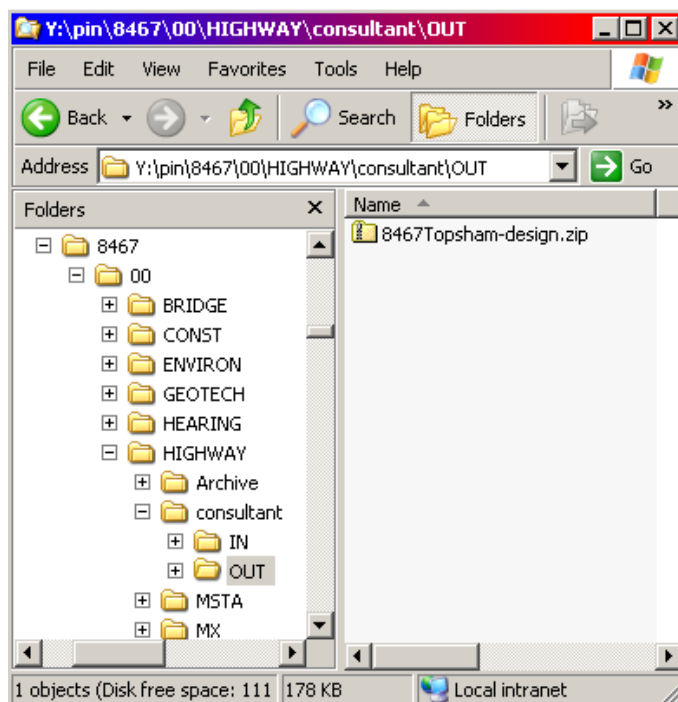 Y:\pin\8467\00\HIGHWAY\consultant\OUT
File Edit View Favorites Tools Help
Back Search Folders »
Address Y:\pin\8467\00\HIGHWAY\consultant\OUT Go
Folders x
Name
8467Topsham-design.zip
8467
00
BRIDGE
CONST
ENVIRON
GEOTECH
HEARING
HIGHWAY
Archive
consultant
IN
OUT
MSTA
MX
1 objects (Disk free space: 111 178 KB Local intranet